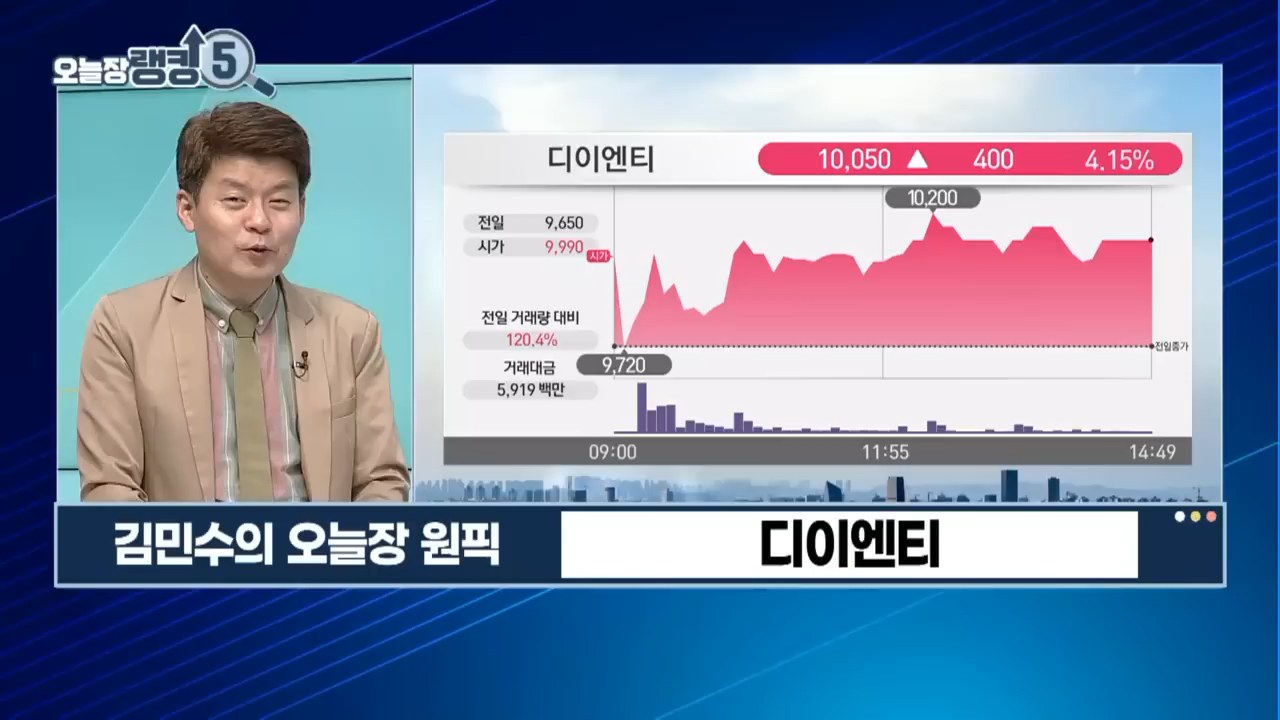 오늘장랭킹5
디이엔티
10,050 ▲ 400 4.15%
10,200
전일 9,650
시가 9,990
시가
전일 거래량 대비
120.4%
전일종가
9,720
거래대금
5,919 백만
09:00 11:55 14:49
김민수의 오늘장 원픽
디이엔티